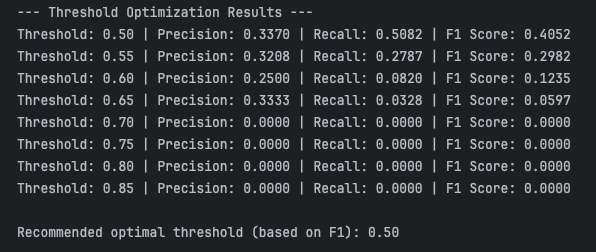 --- Threshold Optimization Results ---
Threshold: 0.50 | Precision: 0.3370 | Recall: 0.5082 | F1 Score: 0.4052
Threshold: 0.55 | Precision: 0.3208 | Recall: 0.2787 | F1 Score: 0.2982
Threshold: 0.60 | Precision: 0.2500 | Recall: 0.0820 | F1 Score: 0.1235
Threshold: 0.65 | Precision: 0.3333 | Recall: 0.0328 | F1 Score: 0.0597
Threshold: 0.70 | Precision: 0.0000 | Recall: 0.0000 | F1 Score: 0.0000
Threshold: 0.75 | Precision: 0.0000 | Recall: 0.0000 | F1 Score: 0.0000
Threshold: 0.80 | Precision: 0.0000 | Recall: 0.0000 | F1 Score: 0.0000
Threshold: 0.85 | Precision: 0.0000 | Recall: 0.0000 | F1 Score: 0.0000
Recommended optimal threshold (based on F1): 0.50